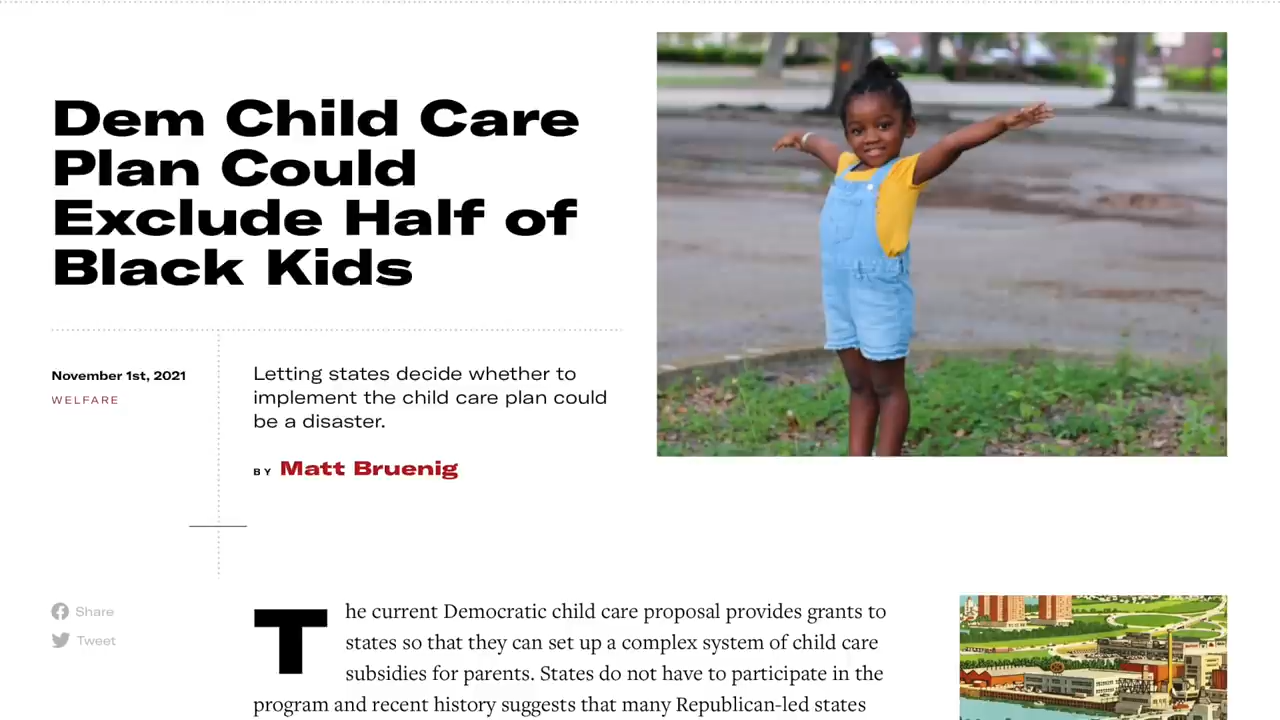 Dem Child Care
Plan Could
Exclude Half of
Black Kids
November 1st, 2021
WELFARE
Letting states decide whether to
implement the child care plan could
be a disaster.
BY Matt Bruenig
Share
Tweet
The current Democratic child care proposal provides grants to
states so that they can set up a complex system of child care
subsidies for parents. States do not have to participate in the
program and recent history suggests that many Republican-led states